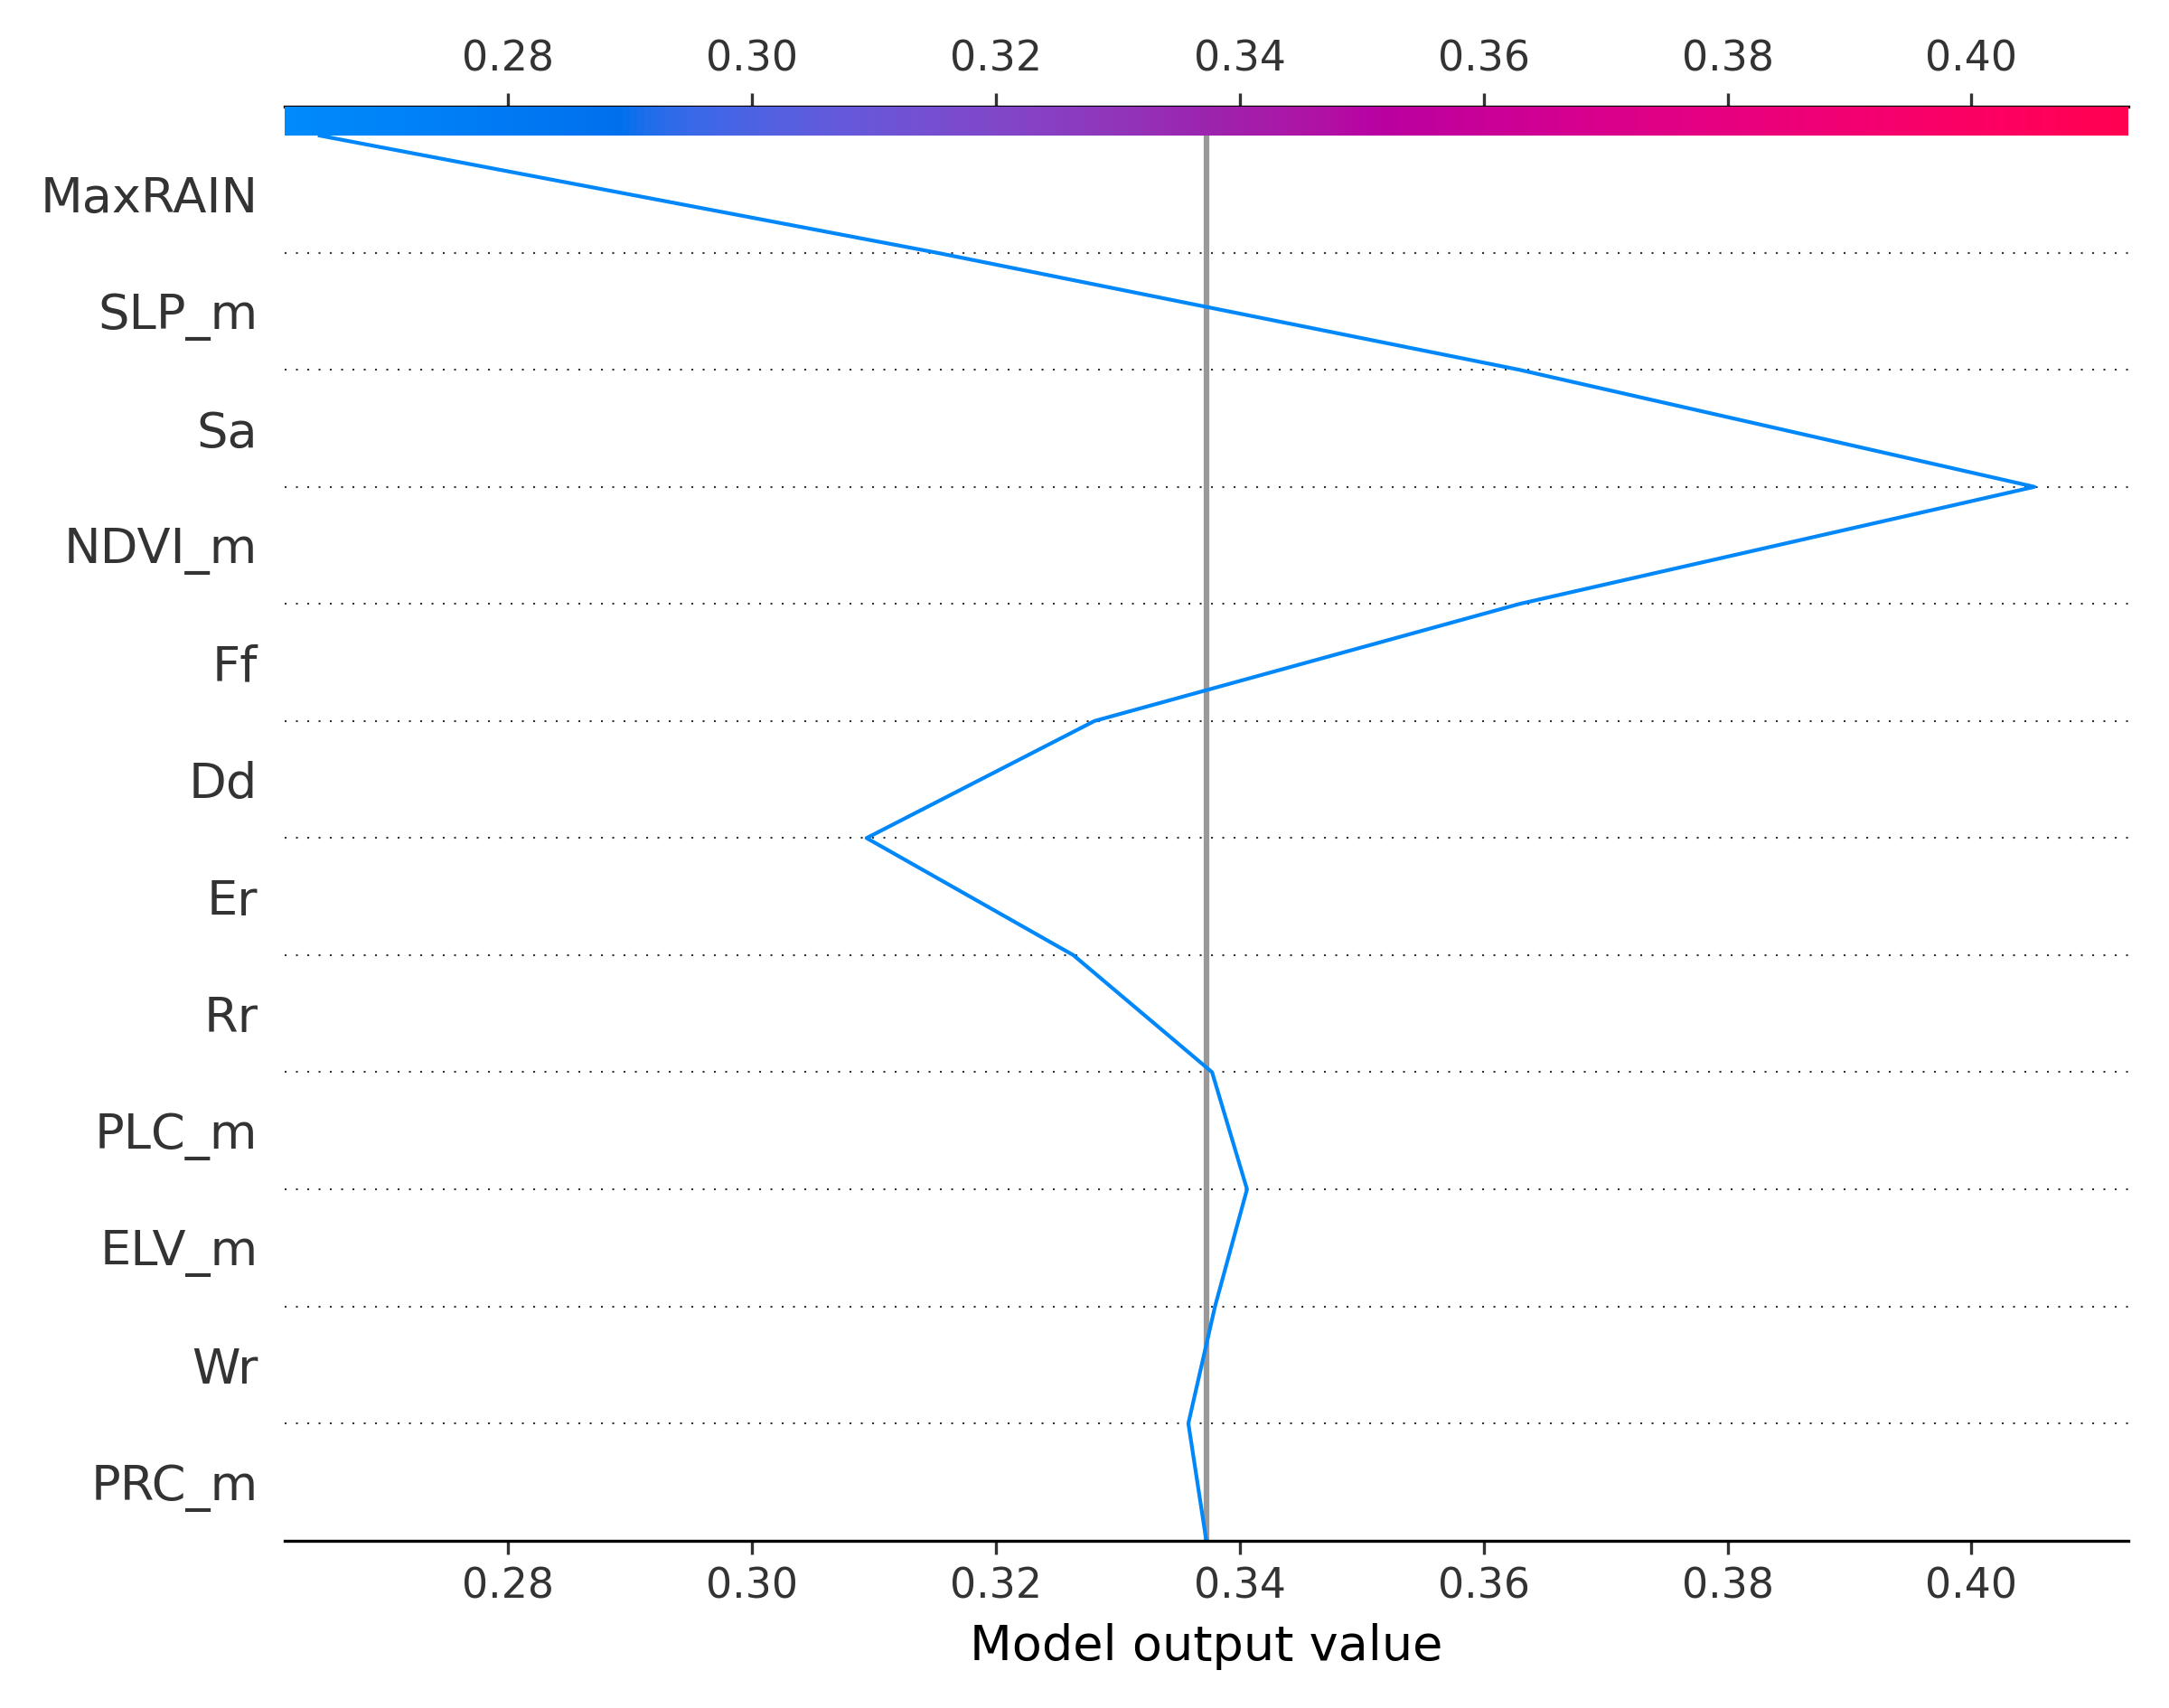 0.28 0.30 0.32 0.34 0.36 0.38 0.40
MaxRAIN
SLP_m
Sa
NDVI_m
Ff
Dd
Er
Rr
PLC_m
ELV_m
Wr
PRC_m
0.28 0.30 0.32 0.34 0.36 0.38 0.40
Model output value